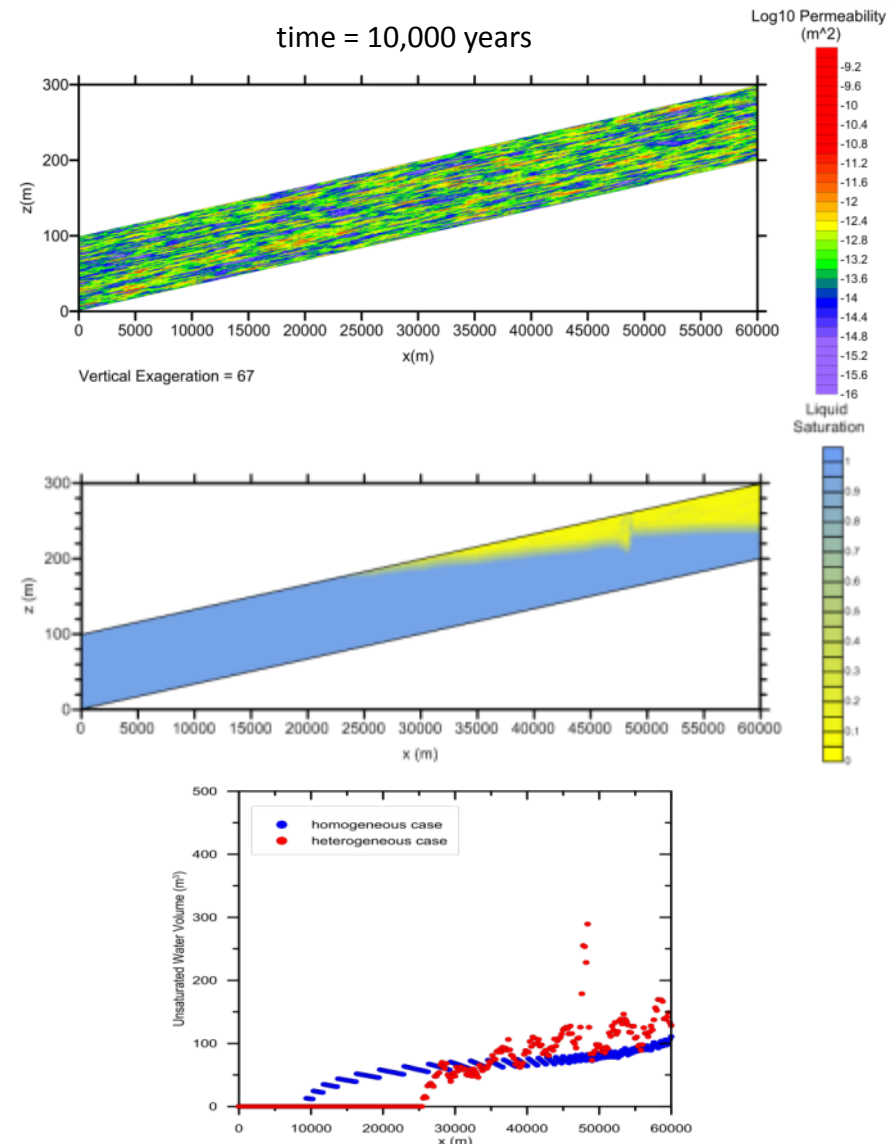 time = 10,000 years
Log10 Permeability
(m^2)
-9.2
-9.6
-10
-10.4
-10.8
-11.2
-11.6
-12
-12.4
-12.8
-13.2
-13.6
-14
-14.4
-14.8
-15.2
-15.6
-16
300
200
100
0
z(m)
0 5000 10000 15000 20000 25000 30000 35000 40000 45000 50000 55000 60000
x(m)
Vertical Exageration = 67
Liquid
Saturation
1
0.9
0.8
0.7
0.6
0.5
0.4
0.3
0.2
0.1
0
300
200
100
0
z (m)
0 5000 10000 15000 20000 25000 30000 35000 40000 45000 50000 55000 60000
x (m)
500
400
300
200
100
0
Unsaturated Water Volume (m³)
homogeneous case
heterogeneous case
0 10000 20000 30000 40000 50000 60000
x (m)